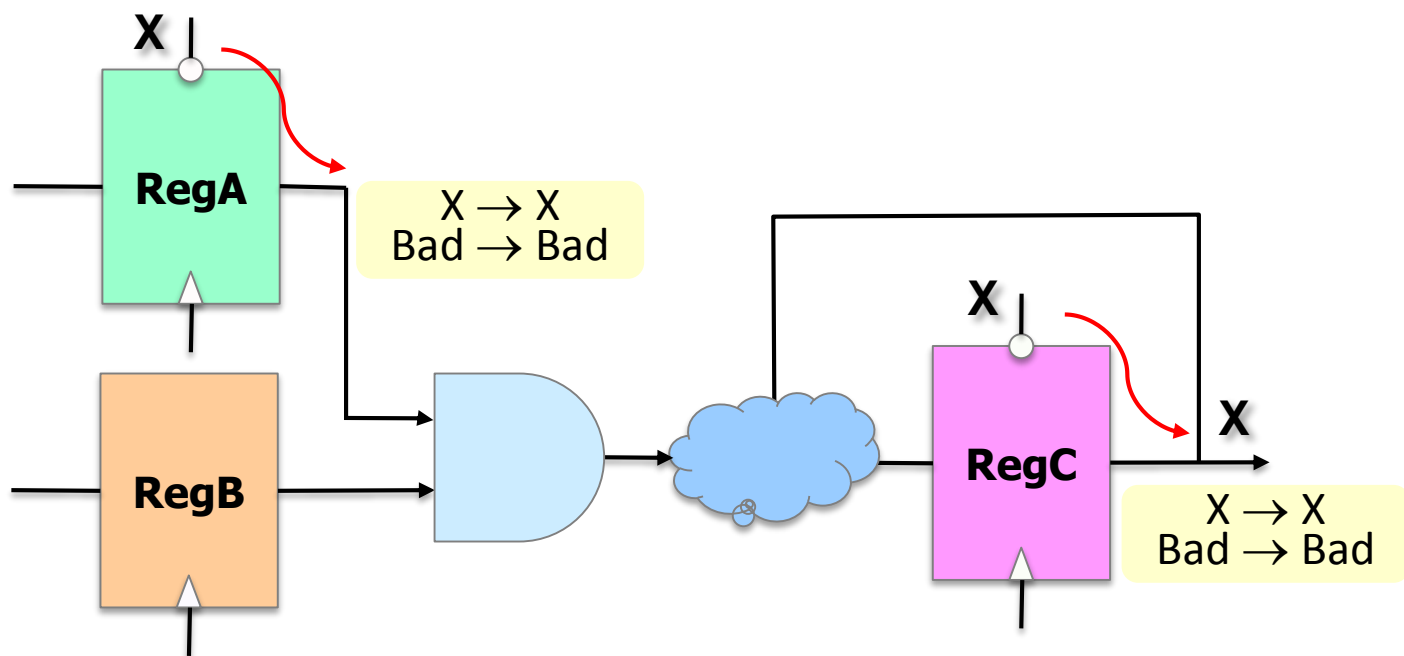 X
RegA
X → X
Bad → Bad
X
X
RegC
RegB
X → X
Bad → Bad